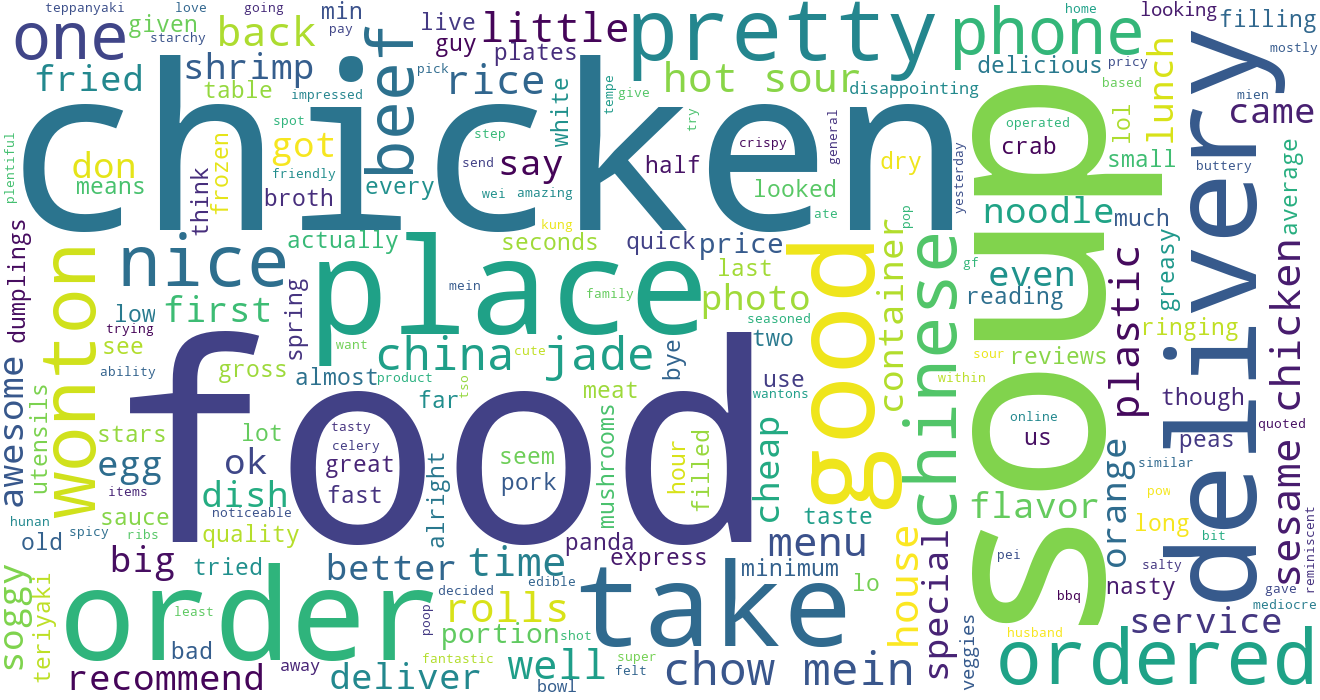 teppanyaki
love
going
min
pay
live
little
pretty
phone
home
looking
filling
mostly
one
given
starchy
back
guy
plates
pick
fried
shrimp
table
impressed
beef
rice
hot sour
delicious
pricy
based
disappointing
mien
came
chicken
spot
step
white
tempe
give
try
general
crispy
operated
crab
lol
lunch
small
buttery
plentiful
don
means
think
frozen
got
friendly
broth
every
send
say
wei
amazing
half
looked
ate
dry
yesterday
soup
delivery
average
actually
kung
seconds
quick
price
pop
noodle
much
dumplings
wonton
nice
place
mein
last
photo
good
container
chinese
gf
even
reading
plastic
greasy
low
first
spring
family
seasoned
two
ringing
trying
see
want
china
cute
jade
sour
reviews
sesame chicken
ability
gross
almost
product
tso
meat
bye
use
wantons
within
though
awesome
utensils
food
far
cheap
online
us
peas
quoted
stars
lot
tasty
celery
great
fast
seem
pork
mushrooms
hour
filled
orange
similar
egg
ok
items
dish
noticeable
alright
taste
flavor
pow
long
hunan
spicy
sauce
ribs
quality
old
panda
express
menu
house
special
pei
bit
reminiscent
big
tried
better
time
edible
minimum
lo
salty
nasty
gave
mediocre
soggy
teriyaki
order
least
decided
rolls
take
bbq
service
poop
portion
shot
veggies
husband
ordered
bad
away
fantastic
well
super
felt
recommend
deliver
bowl
chow mein